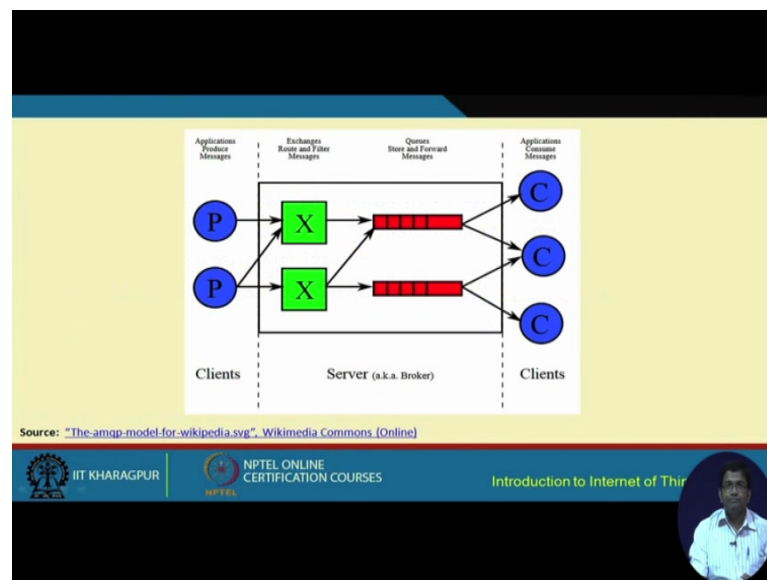 Applications
Produce
Messages
Exchanges
Route and Filter
Messages
Queues
Store and Forward
Messages
Applications
Consume
Messages
P
X
C
P
X
C
C
Clients
Server (a.k.a. Broker)
Clients
Source: "The-amqp-model-for-wikipedia.svg", Wikimedia Commons (Online)
IIT KHARAGPUR
NPTEL
NPTEL ONLINE
CERTIFICATION COURSES
Introduction to Internet of Thin